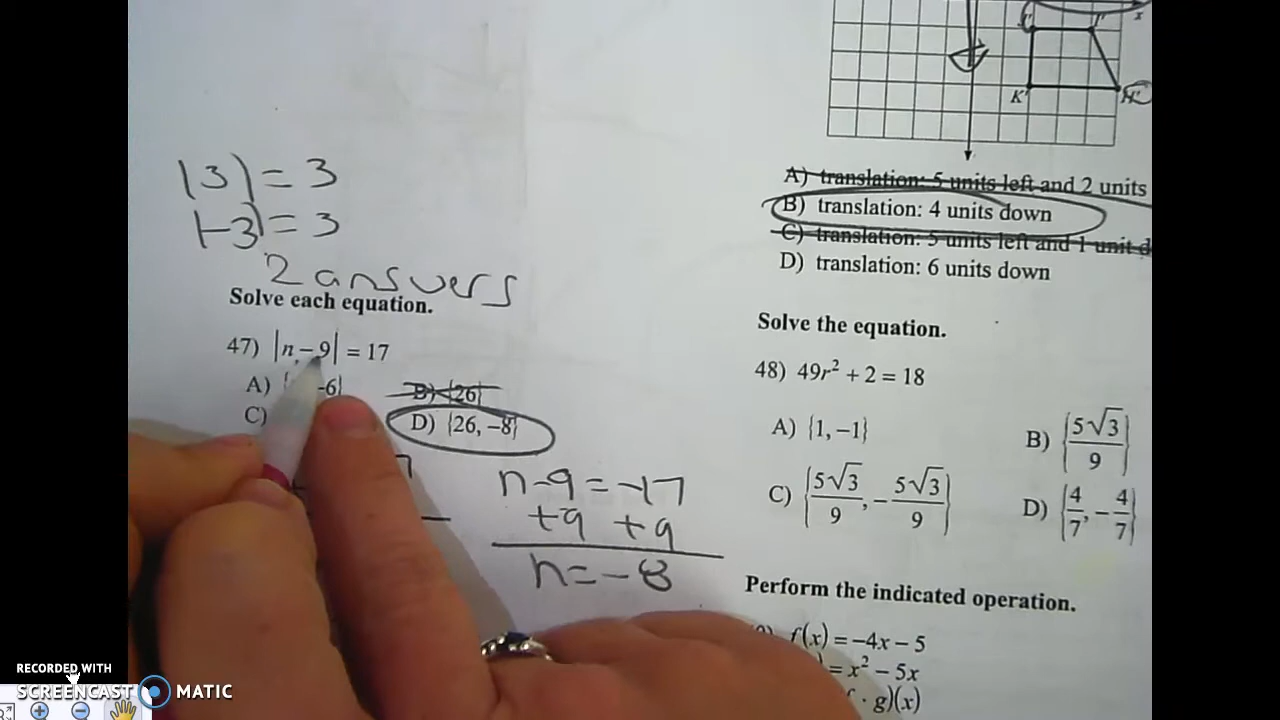 |3| = 3
|-3| = 3
2 answers
Solve each equation.
47) |n - 9| = 17
A) -6}
B) {26}
C)
D) {26, -8}
7
n-9=-17
+9 +9
n=-8
x
K'
A) translation: 5 units left and 2 units
B) translation: 4 units down
C) translation: 5 units left and 1 unit d
D) translation: 6 units down
Solve the equation.
48) 49r² + 2 = 18
A) {1, -1}
B) {5√3/9}
C) {5√3/9, -5√3/9}
D) {4/7, -4/7}
Perform the indicated operation.
f(x) = -4x - 5
= x² - 5x
· g)(x)
RECORDED WITH
SCREENCAST MATIC